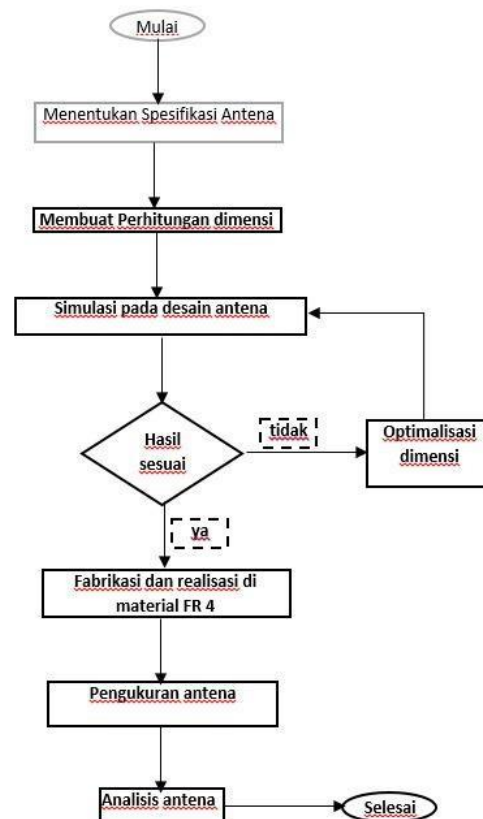 Mulai
Menentukan Spesifikasi Antena
Membuat Perhitungan dimensi
Simulasi pada desain antena
Hasil
sesuai
tidak
Optimalisasi
dimensi
ya
Fabrikasi dan realisasi di
material FR 4
Pengukuran antena
Analisis antena
Selesai